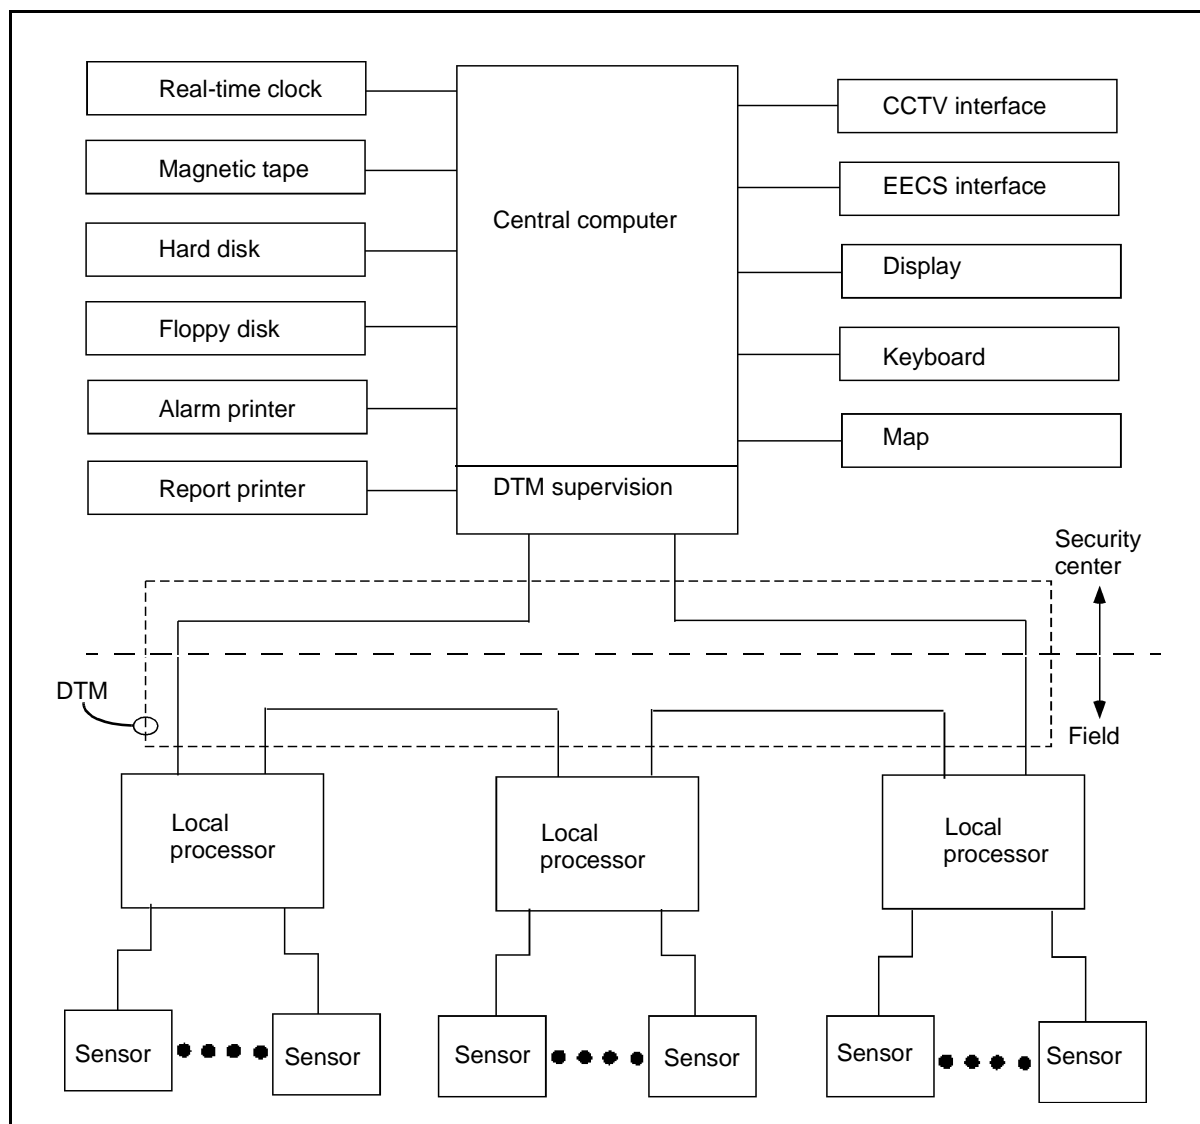 Real-time clock
Magnetic tape
Hard disk
Floppy disk
Alarm printer
Report printer
Central computer
DTM supervision
CCTV interface
EECS interface
Display
Keyboard
Map
Security
center
Field
DTM
Local
processor
Local
processor
Local
processor
Sensor
Sensor
Sensor
Sensor
Sensor
Sensor